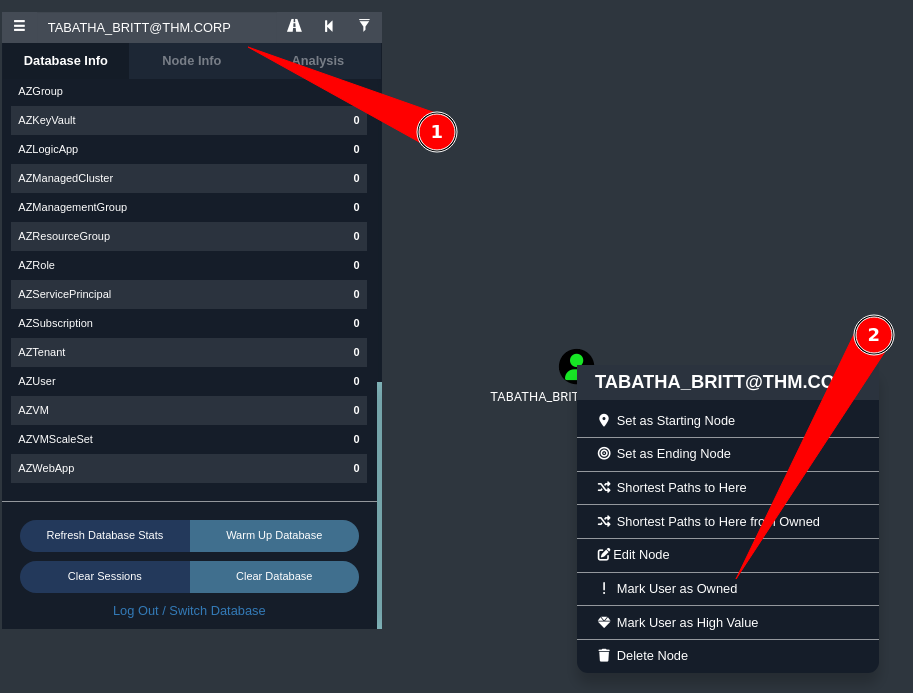 TABATHA_BRITT@THM.CORP
Database Info Node Info Analysis
AZGroup
AZKeyVault 0
AZLogicApp 0
AZManagedCluster 0
AZManagementGroup 0
AZResourceGroup 0
AZRole 0
AZServicePrincipal 0
AZSubscription 0
AZTenant 0
AZUser 0
AZVM 0
AZVMScaleSet 0
AZWebApp 0
Refresh Database Stats Warm Up Database
Clear Sessions Clear Database
Log Out / Switch Database
1
2
TABATHA_BRIT
TABATHA_BRITT@THM.CO
Set as Starting Node
Set as Ending Node
Shortest Paths to Here
Shortest Paths to Here from Owned
Edit Node
Mark User as Owned
Mark User as High Value
Delete Node